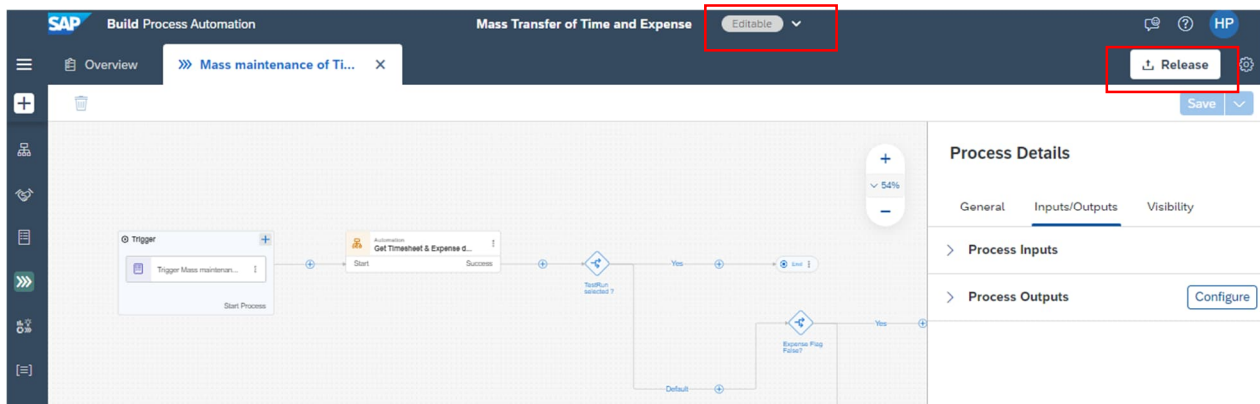 SAP Build Process Automation
Mass Transfer of Time and Expense
Editable
HP
Overview
Mass maintenance of Ti...
Release
Save
54%
Process Details
General Inputs/Outputs Visibility
Process Inputs
Process Outputs
Configure
Trigger
Trigger Mass maintenan...
Start Process
Automation
Get Timesheet & Expense d...
Start Success
TestRun
selected ?
Yes
End
Expense Flag
False?
Yes
Default